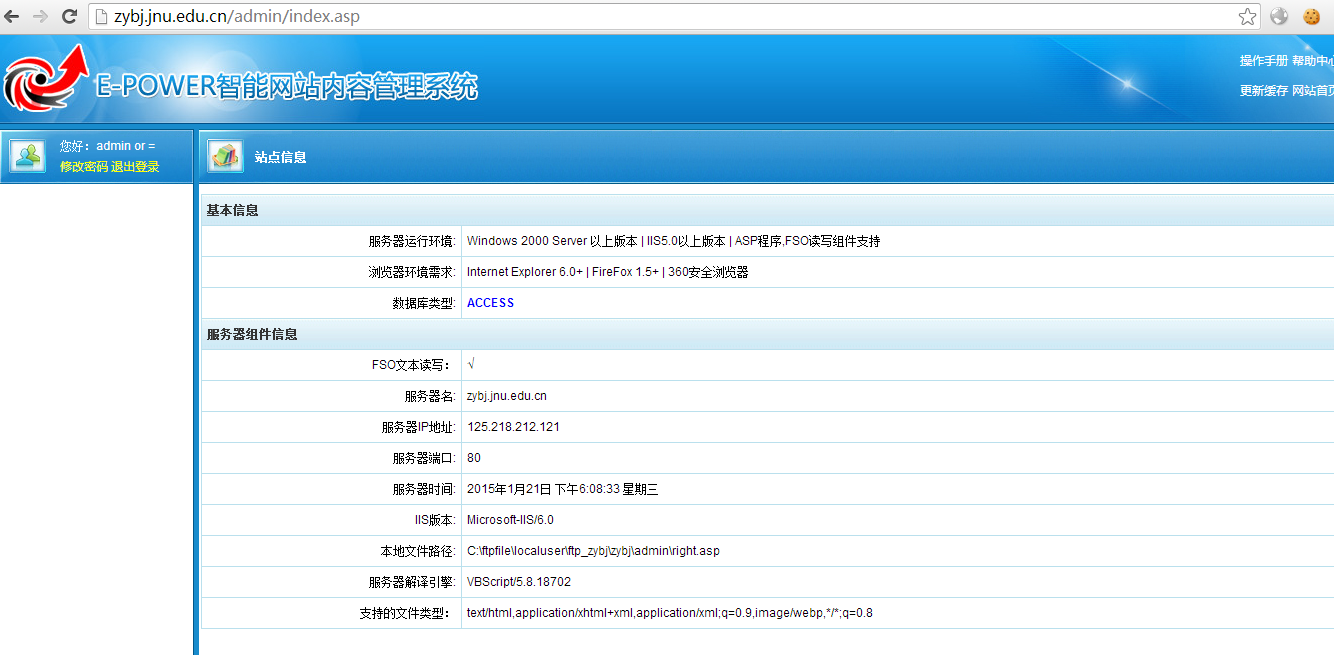 zybj.jnu.edu.cn/admin/index.asp
E-POWER智能网站内容管理系统
操作手册 帮助中心
更新缓存 网站首页
您好：admin or =
修改密码 退出登录
站点信息
基本信息
服务器运行环境: Windows 2000 Server 以上版本 | IIS5.0以上版本 | ASP程序,FSO读写组件支持
浏览器环境需求: Internet Explorer 6.0+ | FireFox 1.5+ | 360安全浏览器
数据库类型: ACCESS
服务器组件信息
FSO文本读写： √
服务器名: zybj.jnu.edu.cn
服务器IP地址: 125.218.212.121
服务器端口: 80
服务器时间: 2015年1月21日 下午6:08:33 星期三
IIS版本: Microsoft-IIS/6.0
本地文件路径: C:\ftpfile\localuser\ftp_zybj\zybj\admin\right.asp
服务器解译引擎: VBScript/5.8.18702
支持的文件类型： text/html,application/xhtml+xml,application/xml;q=0.9,image/webp,*/*;q=0.8